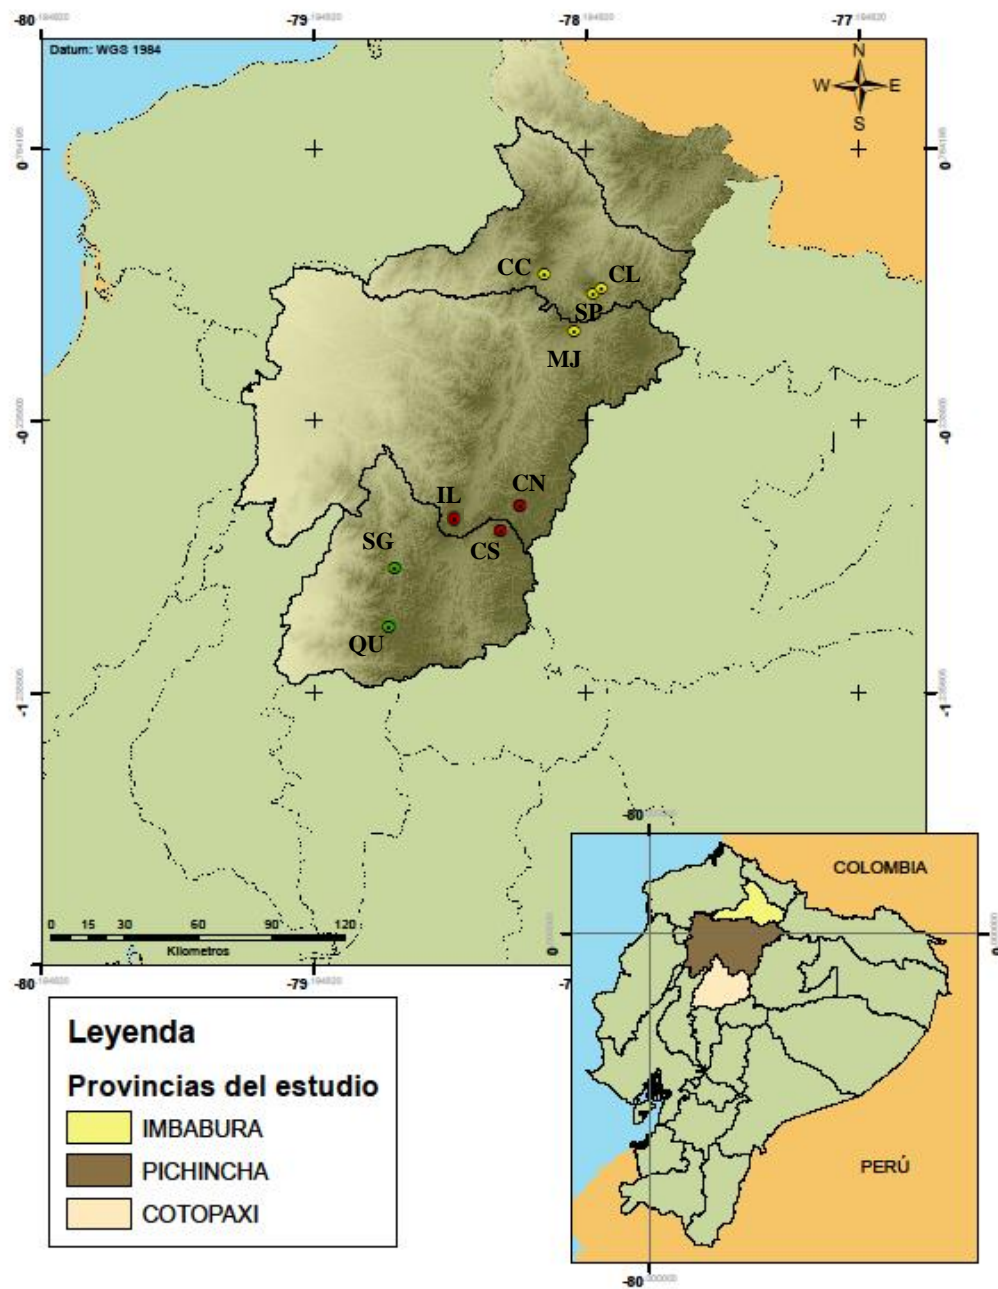 -80 -79 -78 -77
Datum: WGS 1984
N
W E
S
0 0
CC CL
SP
MJ
-0 -0
CN
IL
CS
SG
QU
-1 -1
-80
COLOMBIA
0 15 30 60 90 120
Kilometros
0 0
-80 -79
Leyenda
Provincias del estudio
IMBABURA
PICHINCHA
COTOPAXI
PERÚ
-80